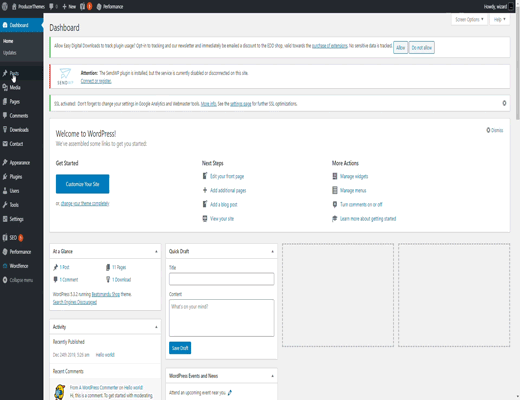 ProducerThemes 0 + New 8 Performance Howdy, wizard
Dashboard
Home
Updates
Posts
Media
Pages
Comments
Downloads
Contact
Appearance
Plugins
Users
Tools
Settings
SEO
Performance
Wordfence
Collapse menu
Dashboard
Screen Options Help
Allow Easy Digital Downloads to track plugin usage? Opt-in to tracking and our newsletter and immediately be emailed a discount to the EDD shop, valid towards the purchase of extensions. No sensitive data is tracked.
Allow
Do not allow
Attention: The SendWP plugin is installed, but the service is currently disabled or disconnected on this site.
Connect or register.
SSL activated! Don't forget to change your settings in Google Analytics and Webmaster tools. More info. See the settings page for further SSL optimizations.
Welcome to WordPress!
Dismiss
We've assembled some links to get you started:
Get Started
Customize Your Site
or, change your theme completely
Next Steps
Edit your front page
Add additional pages
Add a blog post
View your site
More Actions
Manage widgets
Manage menus
Turn comments on or off
Learn more about getting started
At a Glance
1 Post
11 Pages
1 Comment
1 Download
WordPress 5.3.2 running Beatomandu Shop theme.
Search Engines Discouraged
Activity
Recently Published
Dec 24th 2019, 5:26 am Hello world!
Recent Comments
From A WordPress Commenter on Hello world!
Hi, this is a comment. To get started with moderating,
Quick Draft
Title
Content
What's on your mind?
Save Draft
WordPress Events and News
Attend an upcoming event near you.